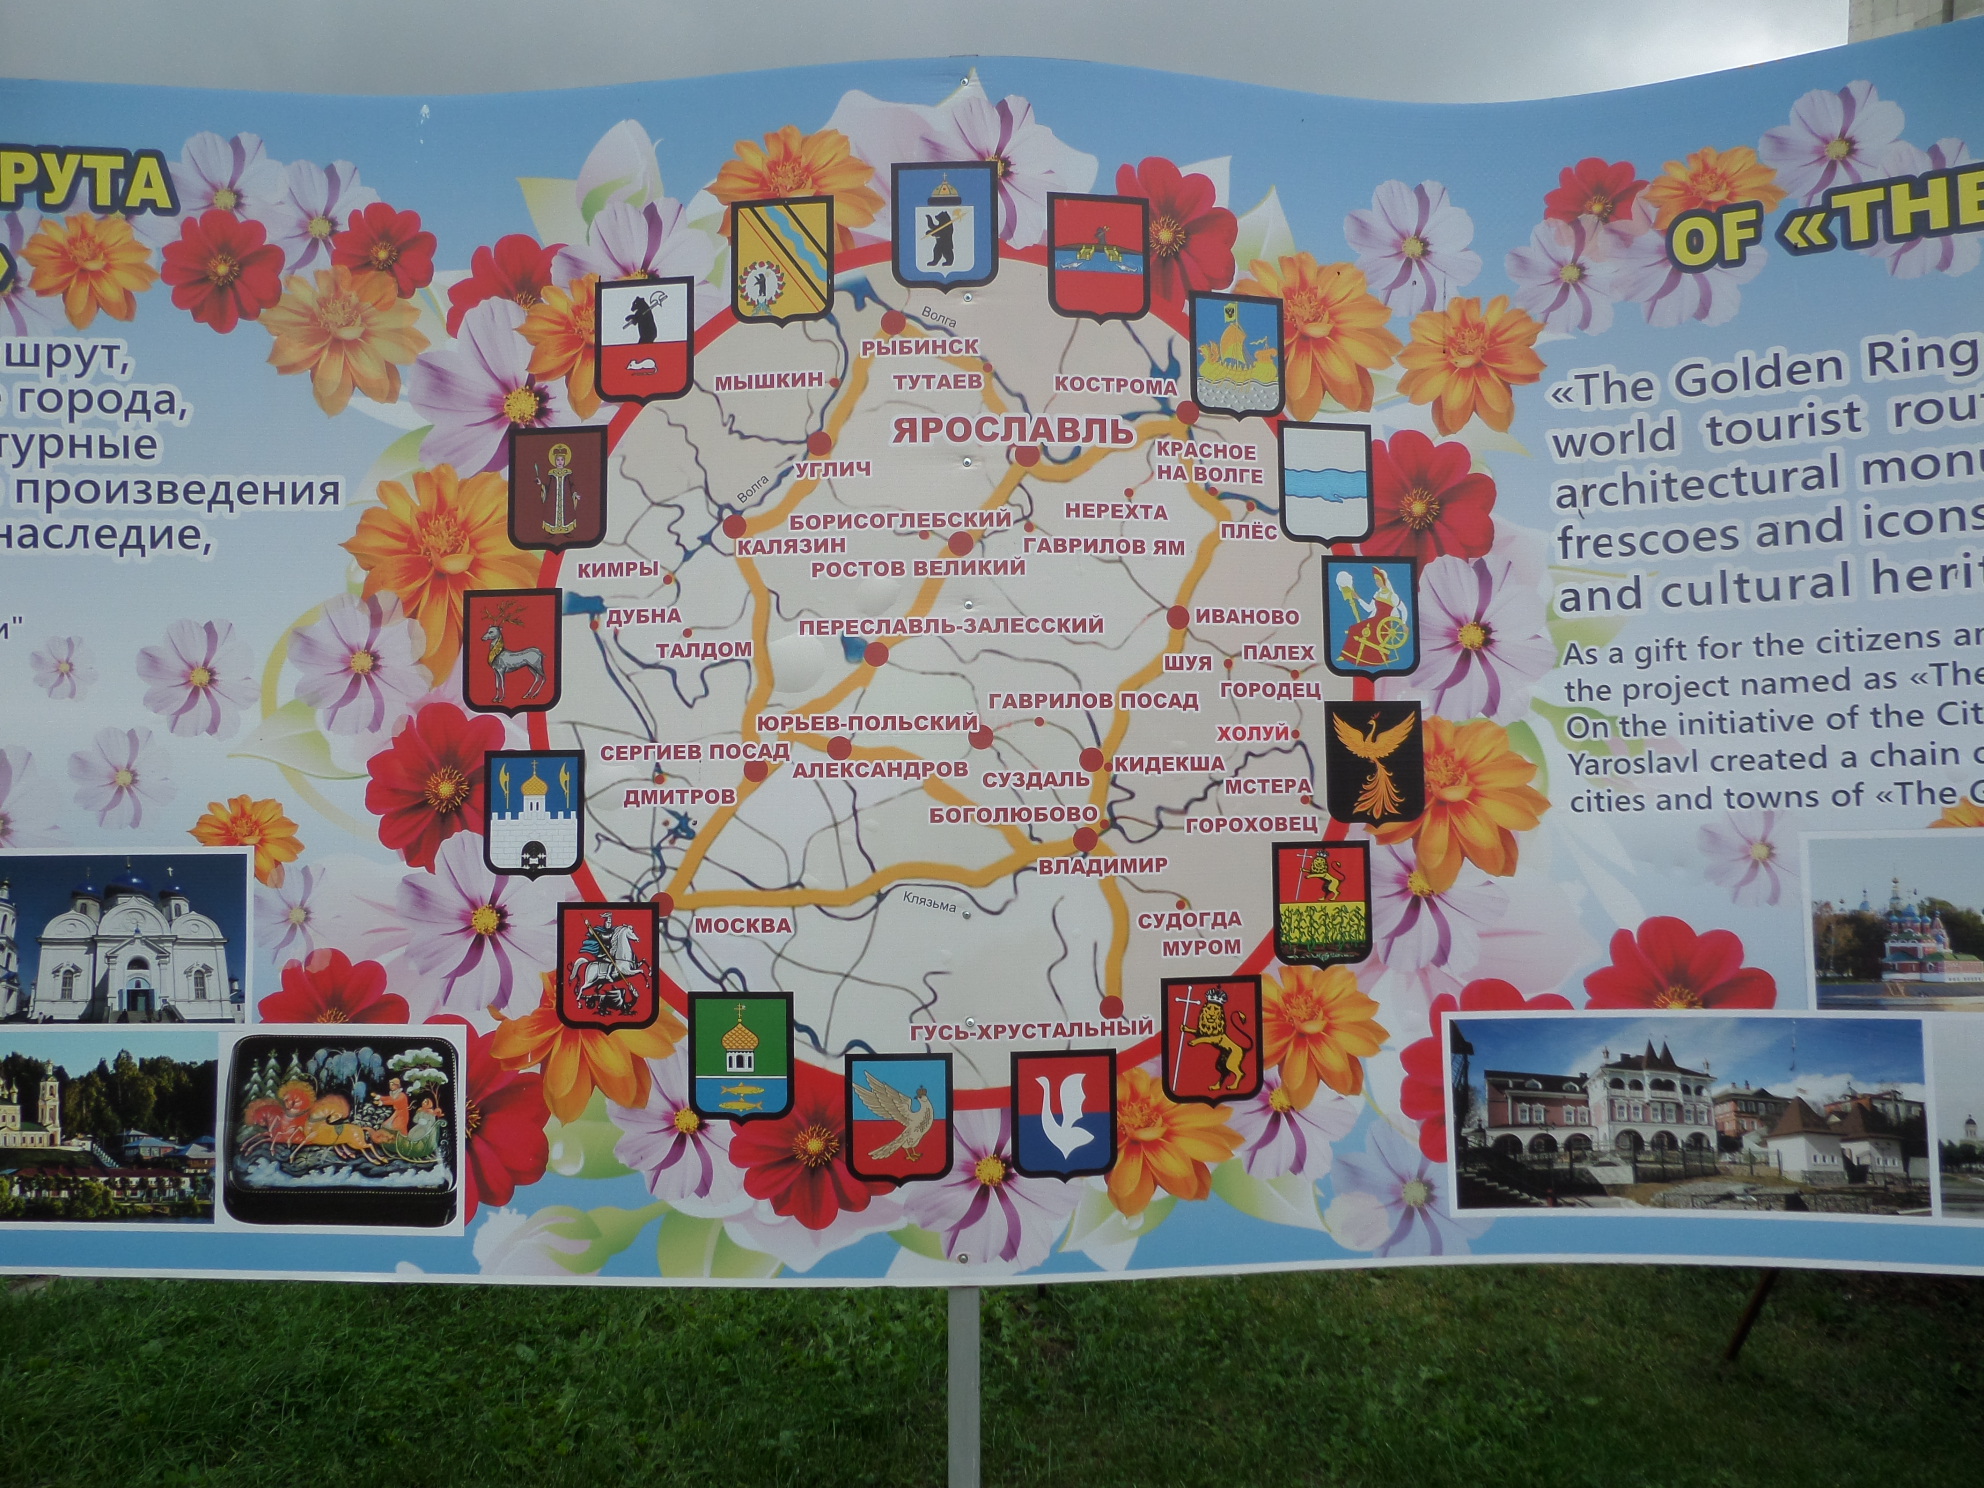 РУТА
»
шрут,
города,
турные
произведения
наследие,
и"
Волга
РЫБИНСК
МЫШКИН
ТУТАЕВ
КОСТРОМА
ЯРОСЛАВЛЬ
КРАСНОЕ
НА ВОЛГЕ
УГЛИЧ
Волга
НЕРЕХТА
БОРИСОГЛЕБСКИЙ
ПЛЁС
КАЛЯЗИН
ГАВРИЛОВ ЯМ
КИМРЫ
РОСТОВ ВЕЛИКИЙ
ДУБНА
ИВАНОВО
ПЕРЕСЛАВЛЬ-ЗАЛЕССКИЙ
ТАЛДОМ
ШУЯ
ПАЛЕХ
ГОРОДЕЦ
ГАВРИЛОВ ПОСАД
ЮРЬЕВ-ПОЛЬСКИЙ
ХОЛУЙ
СЕРГИЕВ ПОСАД
АЛЕКСАНДРОВ
СУЗДАЛЬ
КИДЕКША
ДМИТРОВ
МСТЕРА
БОГОЛЮБОВО
ГОРОХОВЕЦ
ВЛАДИМИР
Клязьма
МОСКВА
СУДОГДА
МУРОМ
ГУСЬ-ХРУСТАЛЬНЫЙ
OF «THE
«The Golden Ring
world tourist rou
architectural monu
frescoes and icons
and cultural herit
As a gift for the citizens an
the project named as «The
On the initiative of the Cit
Yaroslavl created a chain o
cities and towns of «The G